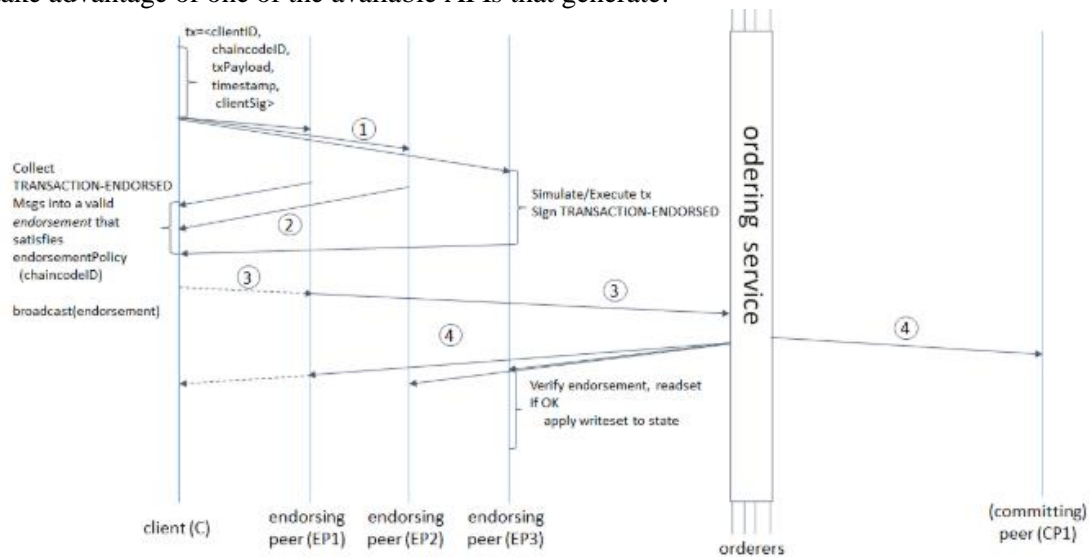 take advantage of one of the available APIs that generate:
tx=<clientID,
chaincodeID,
txPayload,
timestamp,
clientSig>
1
Collect
TRANSACTION-ENDORSED
Msgs into a valid
endorsement that
satisfies
endorsementPolicy
(chaincodeID)
2
Simulate/Execute tx
Sign TRANSACTION-ENDORSED
ordering service
3
3
broadcast(endorsement)
4
4
Verify endorsement, readset
If OK
apply writeset to state
client (C)
endorsing
peer (EP1)
endorsing
peer (EP2)
endorsing
peer (EP3)
orderers
(committing)
peer (CP1)